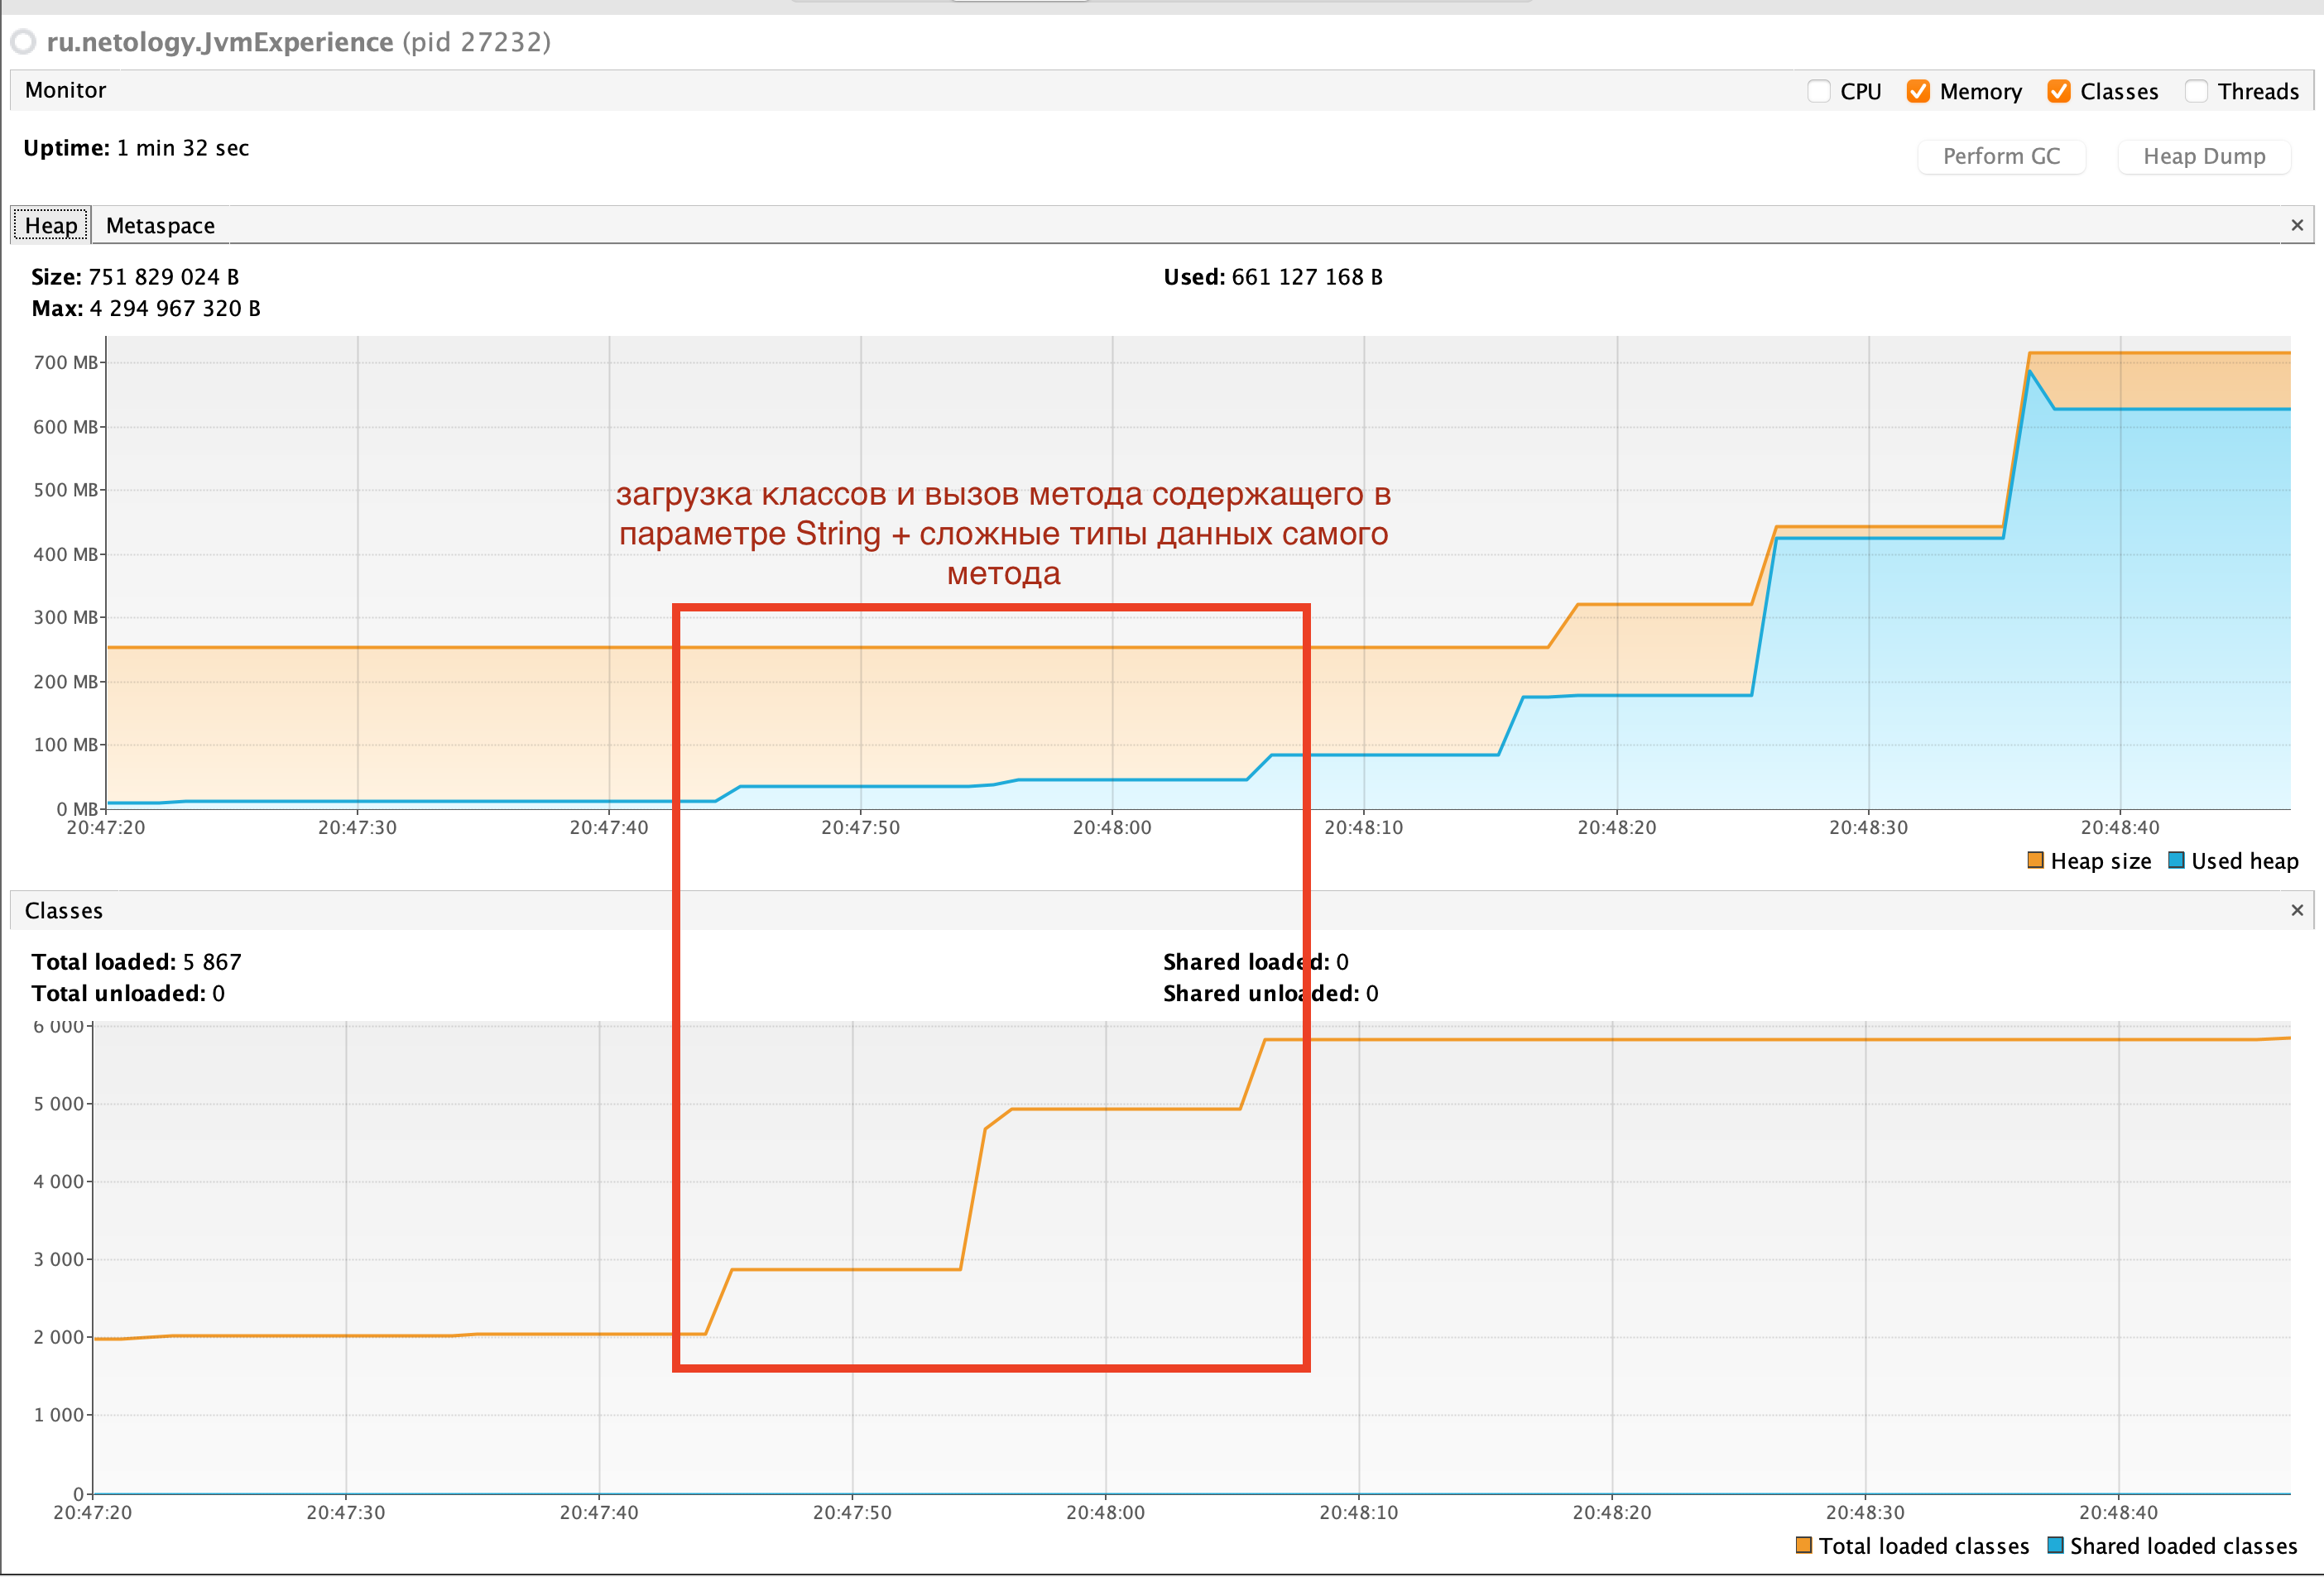 ru.netology.JvmExperience (pid 27232)
Monitor
CPU Memory Classes Threads
Uptime: 1 min 32 sec
Perform GC Heap Dump
Heap Metaspace
Size: 751 829 024 B Used: 661 127 168 B
Max: 4 294 967 320 B
700 MB
600 MB
500 MB
400 MB
300 MB
200 MB
100 MB
0 MB
загрузка классов и вызов метода содержащего в
параметре String + сложные типы данных самого
метода
20:47:20 20:47:30 20:47:40 20:47:50 20:48:00 20:48:10 20:48:20 20:48:30 20:48:40
Heap size Used heap
Classes
Total loaded: 5 867 Shared loaded: 0
Total unloaded: 0 Shared unloaded: 0
6 000
5 000
4 000
3 000
2 000
1 000
0
20:47:20 20:47:30 20:47:40 20:47:50 20:48:00 20:48:10 20:48:20 20:48:30 20:48:40
Total loaded classes Shared loaded classes